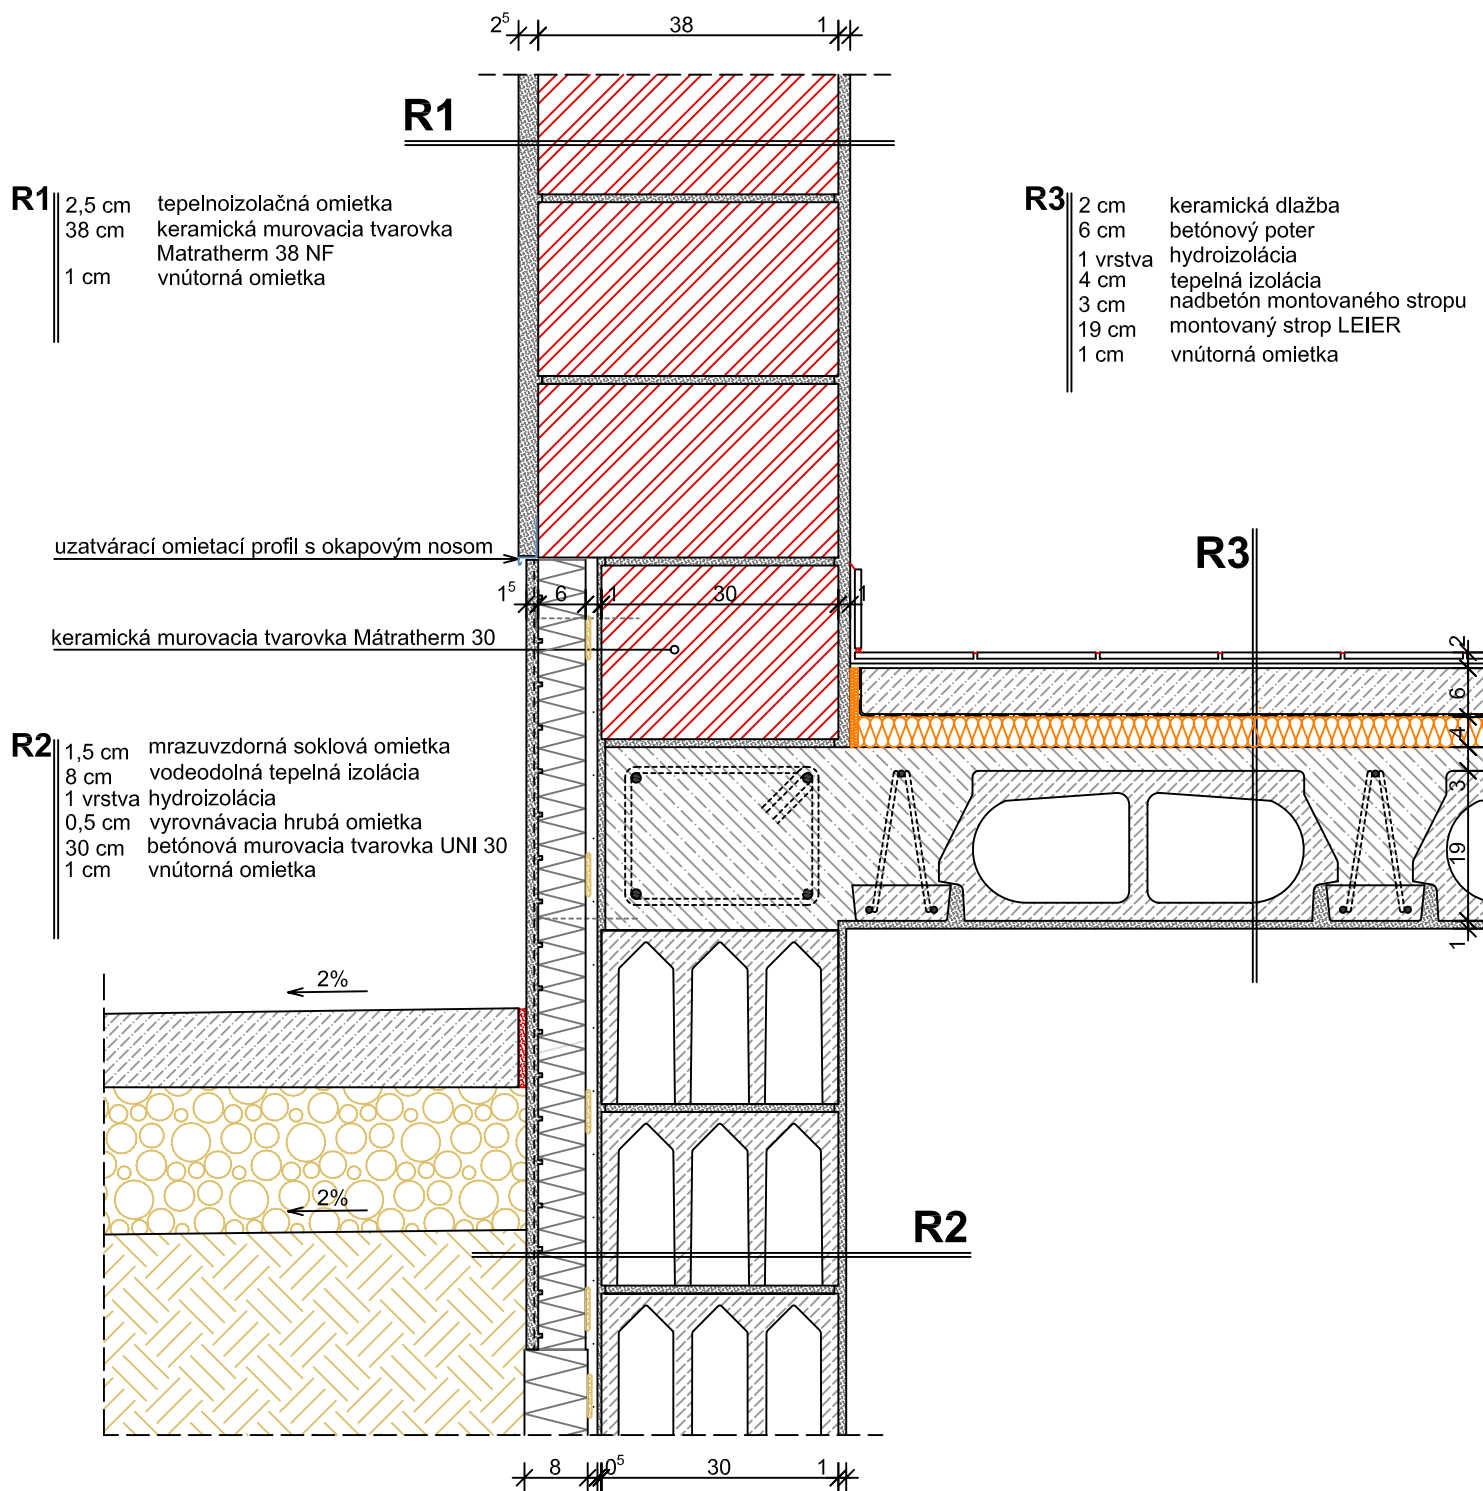 2⁵ 38 1
R1
R1
2,5 cm tepelnoizolačná omietka
38 cm keramická murovacia tvarovka
Matratherm 38 NF
1 cm vnútorná omietka
R3
2 cm keramická dlažba
6 cm betónový poter
1 vrstva hydroizolácia
4 cm tepelná izolácia
3 cm nadbetón montovaného stropu
19 cm montovaný strop LEIER
1 cm vnútorná omietka
uzatvárací omietací profil s okapovým nosom
R3
1⁵ 6 1 30 1
keramická murovacia tvarovka Mátratherm 30
2
6
4
3
19
1
R2
1,5 cm mrazuvzdorná soklová omietka
8 cm vodeodolná tepelná izolácia
1 vrstva hydroizolácia
0,5 cm vyrovnávacia hrubá omietka
30 cm betónová murovacia tvarovka UNI 30
1 cm vnútorná omietka
2%
2%
R2
8 0⁵ 30 1